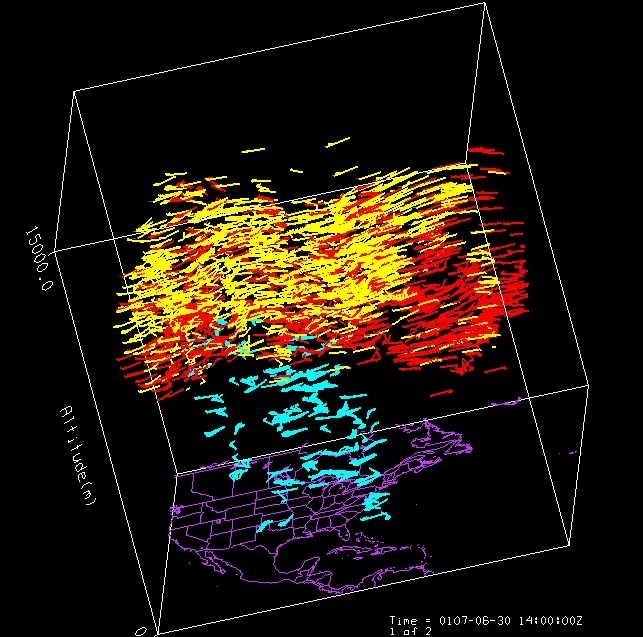 15000.0
Altitude(m)
0
Time = 0107-06-30 14:00:00Z
1 of 2